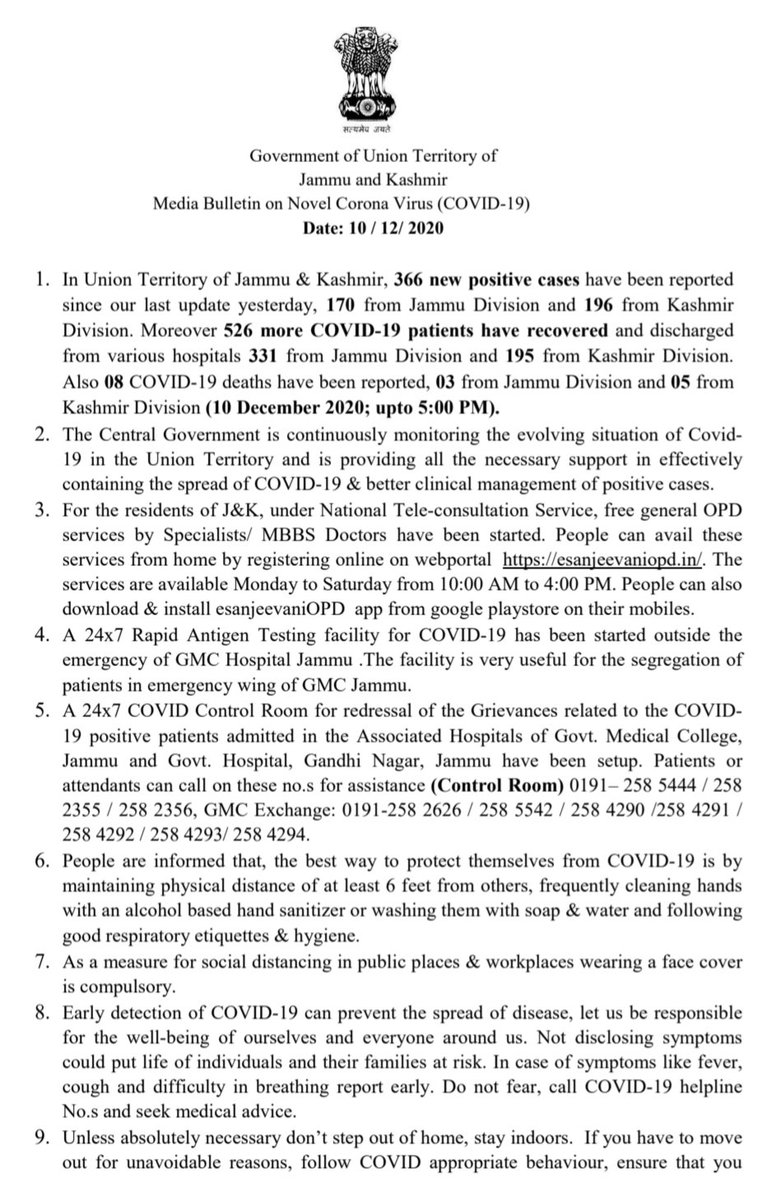 सत्यमेव जयते
Government of Union Territory of
Jammu and Kashmir
Media Bulletin on Novel Corona Virus (COVID-19)
Date: 10 / 12/ 2020
1. In Union Territory of Jammu & Kashmir, 366 new positive cases have been reported
since our last update yesterday, 170 from Jammu Division and 196 from Kashmir
Division. Moreover 526 more COVID-19 patients have recovered and discharged
from various hospitals 331 from Jammu Division and 195 from Kashmir Division.
Also 08 COVID-19 deaths have been reported, 03 from Jammu Division and 05 from
Kashmir Division (10 December 2020; upto 5:00 PM).
2. The Central Government is continuously monitoring the evolving situation of Covid-
19 in the Union Territory and is providing all the necessary support in effectively
containing the spread of COVID-19 & better clinical management of positive cases.
3. For the residents of J&K, under National Tele-consultation Service, free general OPD
services by Specialists/ MBBS Doctors have been started. People can avail these
services from home by registering online on webportal https://esanjeevaniopd.in/. The
services are available Monday to Saturday from 10:00 AM to 4:00 PM. People can also
download & install esanjeevaniOPD app from google playstore on their mobiles.
4. A 24x7 Rapid Antigen Testing facility for COVID-19 has been started outside the
emergency of GMC Hospital Jammu .The facility is very useful for the segregation of
patients in emergency wing of GMC Jammu.
5. A 24x7 COVID Control Room for redressal of the Grievances related to the COVID-
19 positive patients admitted in the Associated Hospitals of Govt. Medical College,
Jammu and Govt. Hospital, Gandhi Nagar, Jammu have been setup. Patients or
attendants can call on these no.s for assistance (Control Room) 0191– 258 5444 / 258
2355 / 258 2356, GMC Exchange: 0191-258 2626 / 258 5542 / 258 4290 /258 4291 /
258 4292 / 258 4293/ 258 4294.
6. People are informed that, the best way to protect themselves from COVID-19 is by
maintaining physical distance of at least 6 feet from others, frequently cleaning hands
with an alcohol based hand sanitizer or washing them with soap & water and following
good respiratory etiquettes & hygiene.
7. As a measure for social distancing in public places & workplaces wearing a face cover
is compulsory.
8. Early detection of COVID-19 can prevent the spread of disease, let us be responsible
for the well-being of ourselves and everyone around us. Not disclosing symptoms
could put life of individuals and their families at risk. In case of symptoms like fever,
cough and difficulty in breathing report early. Do not fear, call COVID-19 helpline
No.s and seek medical advice.
9. Unless absolutely necessary don’t step out of home, stay indoors. If you have to move
out for unavoidable reasons, follow COVID appropriate behaviour, ensure that you